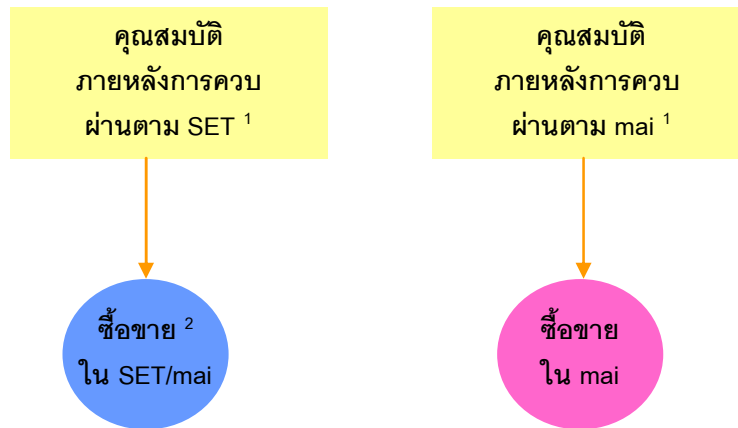 คุณสมบัติ
ภายหลังการควบ
ผ่านตาม SET ¹
คุณสมบัติ
ภายหลังการควบ
ผ่านตาม mai ¹
ซื้อขาย ²
ใน SET/mai
ซื้อขาย
ใน mai